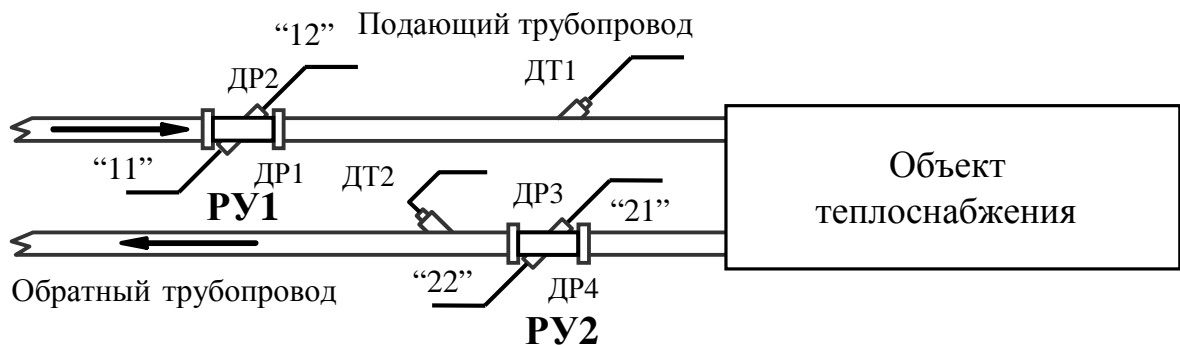 Подающий трубопровод
“12”
ДР2
ДТ1
“11”
ДР1
РУ1
ДТ2
ДР3
“21”
Объект
теплоснабжения
“22”
ДР4
Обратный трубопровод
РУ2